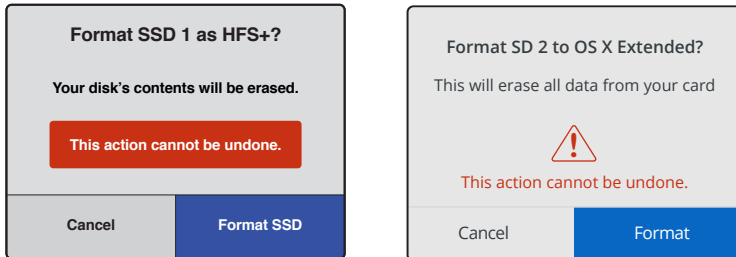 Format SSD 1 as HFS+?
Your disk's contents will be erased.
This action cannot be undone.
Cancel
Format SSD
Format SD 2 to OS X Extended?
This will erase all data from your card
This action cannot be undone.
Cancel
Format